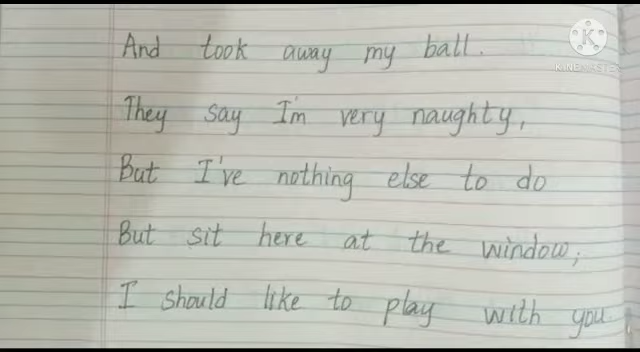 KINEMASTER
And took away my ball.
They say I'm very naughty,
But I've nothing else to do
But sit here at the window;
I should like to play with you